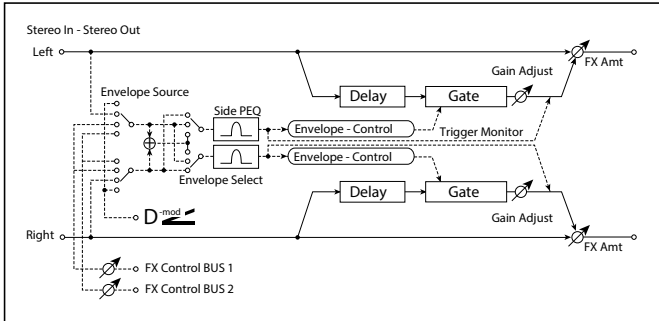 Stereo In - Stereo Out
Left
FX Amt
Gain Adjust
Envelope Source
Side PEQ
Delay
Gate
Envelope - Control
Trigger Monitor
Envelope - Control
Envelope Select
Delay
Gate
D-mod
Gain Adjust
Right
FX Amt
FX Control BUS 1
FX Control BUS 2